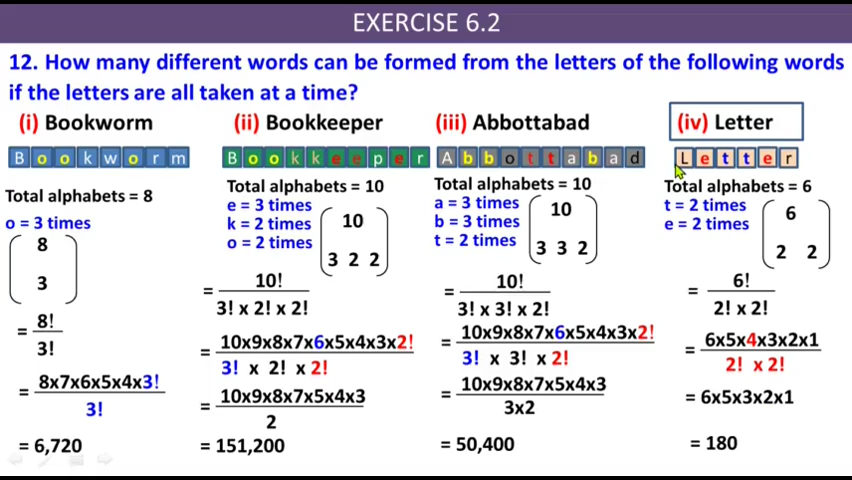 EXERCISE 6.2
12. How many different words can be formed from the letters of the following words
if the letters are all taken at a time?
(i) Bookworm
B o o k w o r m
Total alphabets = 8
o = 3 times
8
3
= 8!
3!
= 8x7x6x5x4x3!
3!
= 6,720
(ii) Bookkeeper
B o o k k e e p e r
Total alphabets = 10
e = 3 times
k = 2 times
o = 2 times
10
3 2 2
= 10!
3! x 2! x 2!
= 10x9x8x7x6x5x4x3x2!
3! x 2! x 2!
= 10x9x8x7x5x4x3
2
= 151,200
(iii) Abbottabad
A b b o t t a b a d
Total alphabets = 10
a = 3 times
b = 3 times
t = 2 times
10
3 3 2
= 10!
3! x 3! x 2!
= 10x9x8x7x6x5x4x3x2!
3! x 3! x 2!
= 10x9x8x7x5x4x3
3x2
= 50,400
(iv) Letter
L e t t e r
Total alphabets = 6
t = 2 times
e = 2 times
6
2 2
= 6!
2! x 2!
= 6x5x4x3x2x1
2! x 2!
= 6x5x3x2x1
= 180